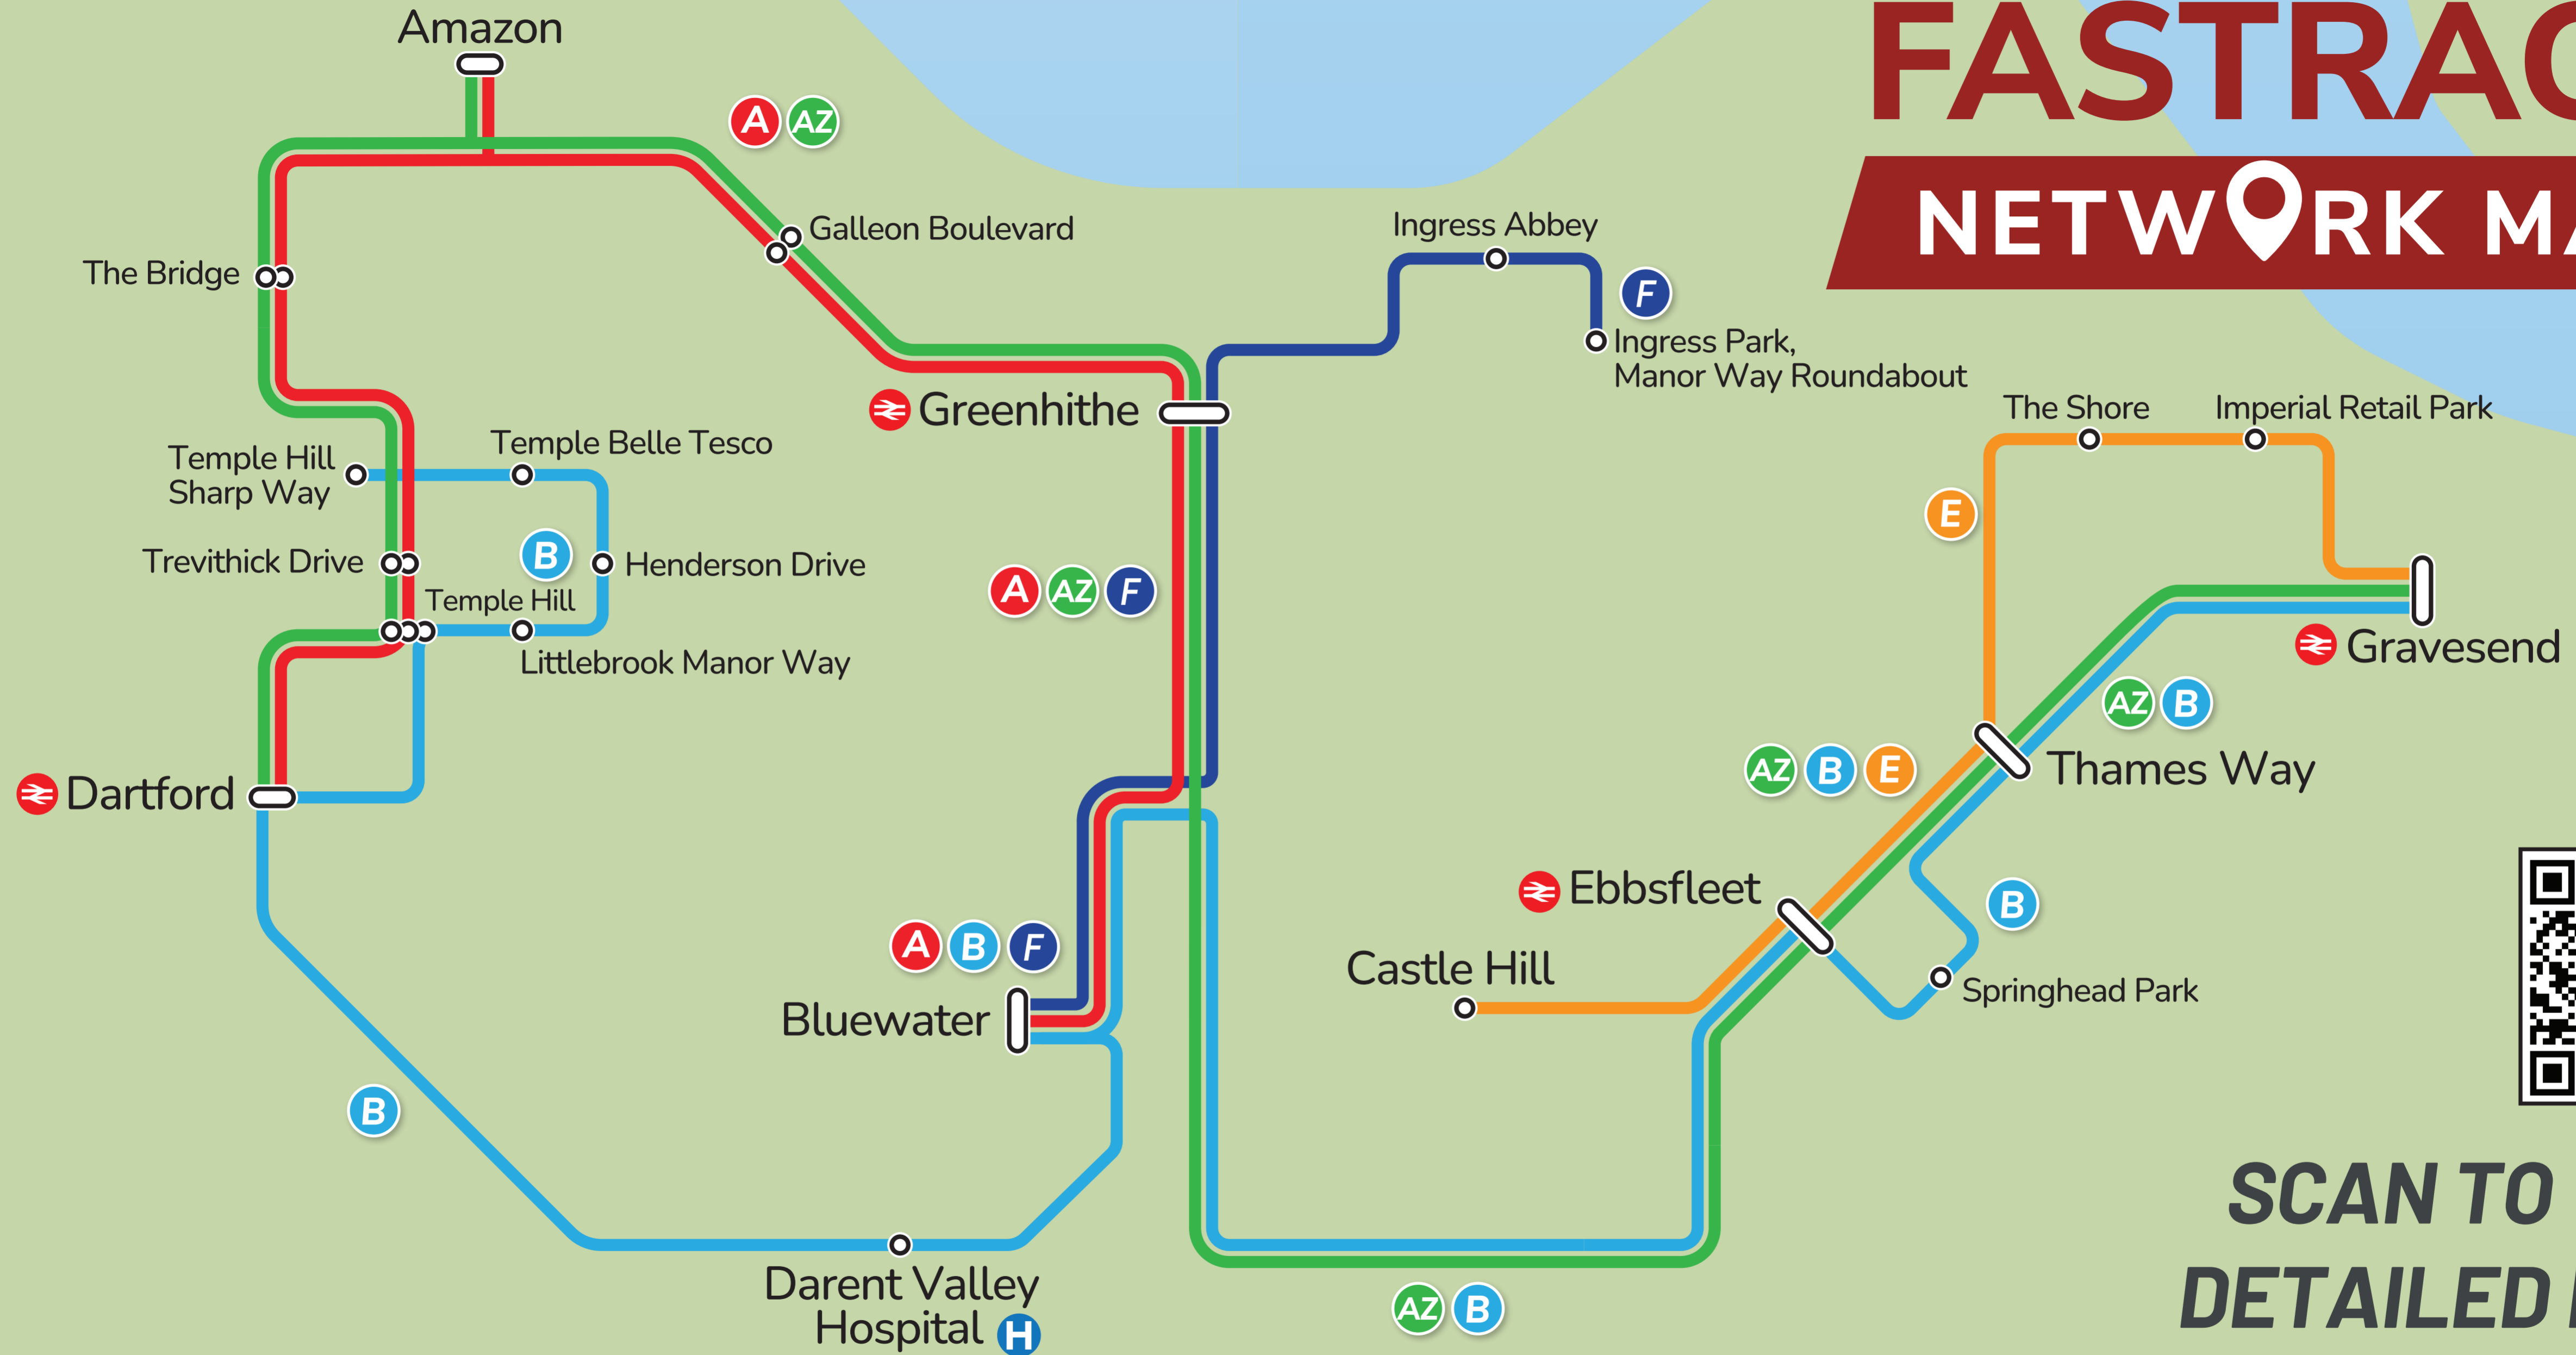 Amazon
FASTRAC
NETWORK MA
A AZ
Galleon Boulevard
The Bridge
Ingress Abbey
F
Ingress Park,
Manor Way Roundabout
Greenhithe
The Shore
Imperial Retail Park
Temple Hill
Sharp Way
Temple Belle Tesco
E
Trevithick Drive
B
Henderson Drive
A AZ F
Temple Hill
Littlebrook Manor Way
Gravesend
AZ B
Dartford
AZ B E
Thames Way
Ebbsfleet
B
A B F
Castle Hill
Springhead Park
Bluewater
B
SCAN TO
DETAILED
Darent Valley
Hospital H
AZ B